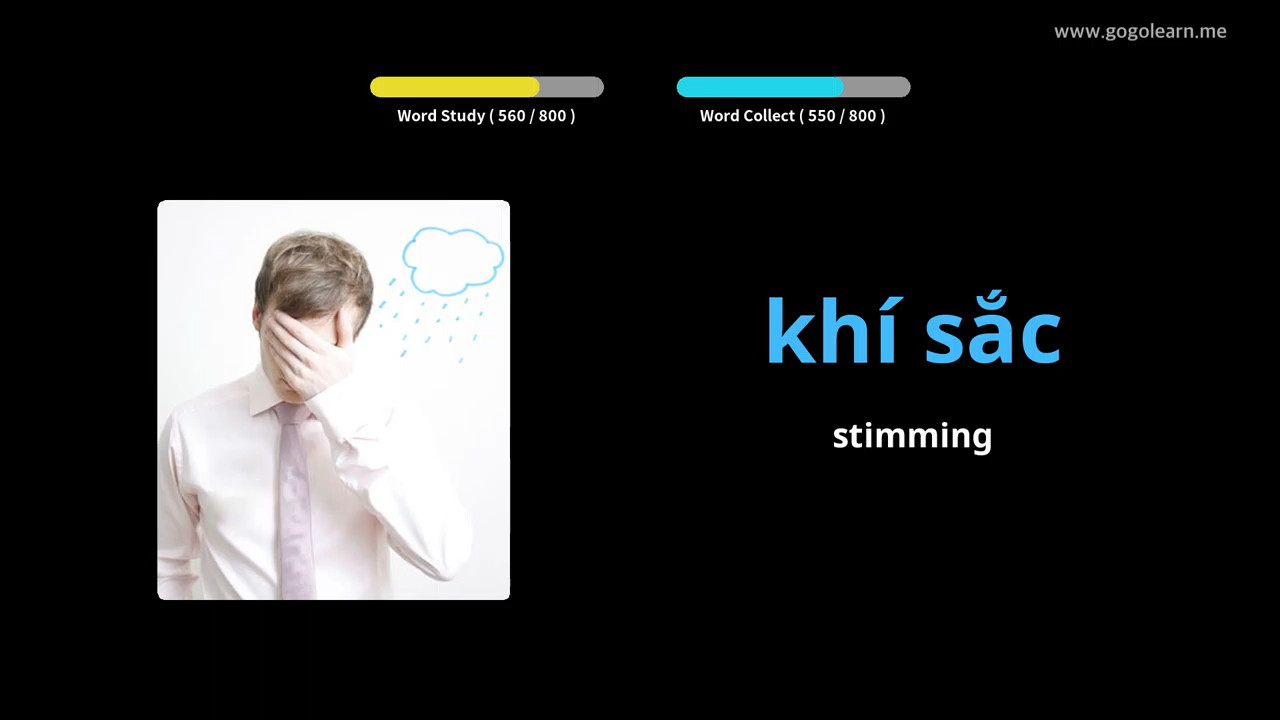 www.gogolearn.me
Word Study ( 560 / 800 )
Word Collect ( 550 / 800 )
khí sắc
stimming